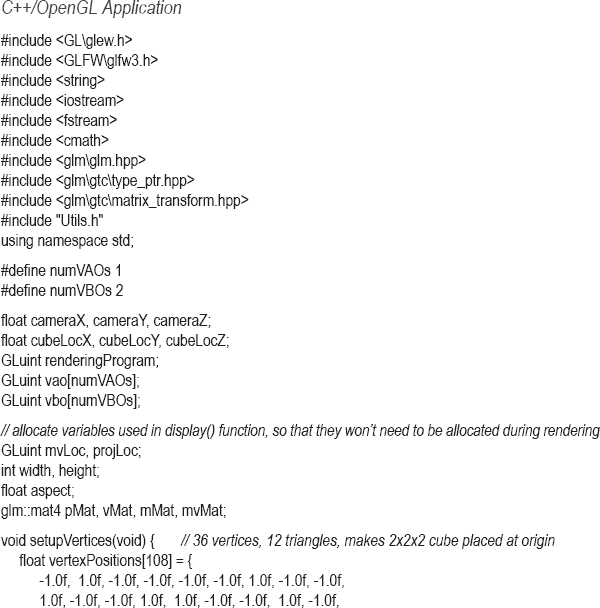 C++/OpenGL Application
#include <GL\glew.h>
#include <GLFW\glfw3.h>
#include <string>
#include <iostream>
#include <fstream>
#include <cmath>
#include <glm\glm.hpp>
#include <glm\gtc\type_ptr.hpp>
#include <glm\gtc\matrix_transform.hpp>
#include "Utils.h"
using namespace std;
#define numVAOs 1
#define numVBOs 2
float cameraX, cameraY, cameraZ;
float cubeLocX, cubeLocY, cubeLocZ;
GLuint renderingProgram;
GLuint vao[numVAOs];
GLuint vbo[numVBOs];
// allocate variables used in display() function, so that they won’t need to be allocated during rendering
GLuint mvLoc, projLoc;
int width, height;
float aspect;
glm::mat4 pMat, vMat, mMat, mvMat;
void setupVertices(void) { // 36 vertices, 12 triangles, makes 2x2x2 cube placed at origin
float vertexPositions[108] = {
-1.0f, 1.0f, -1.0f, -1.0f, -1.0f, -1.0f, 1.0f, -1.0f, -1.0f,
1.0f, -1.0f, -1.0f, 1.0f, 1.0f, -1.0f, -1.0f, 1.0f, -1.0f,